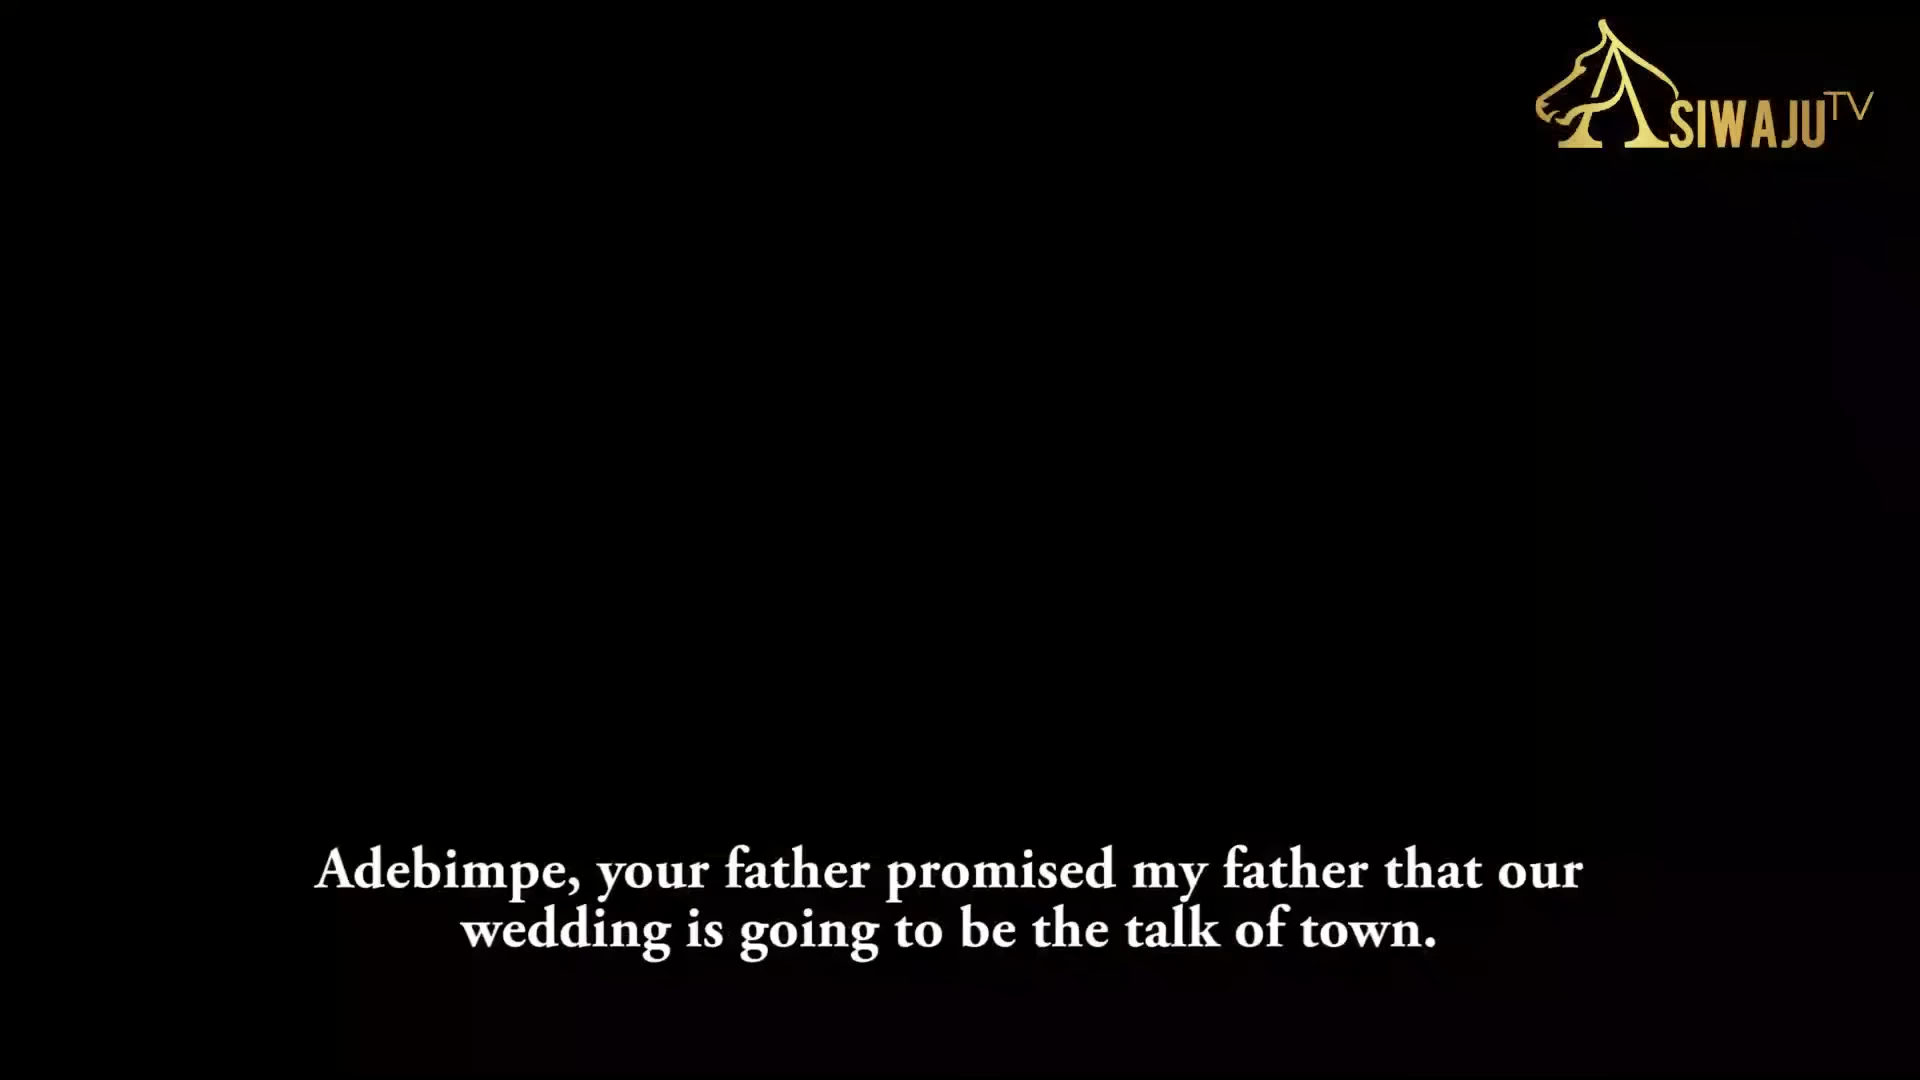 ASIWAJU TV
Adebimpe, your father promised my father that our
wedding is going to be the talk of town.